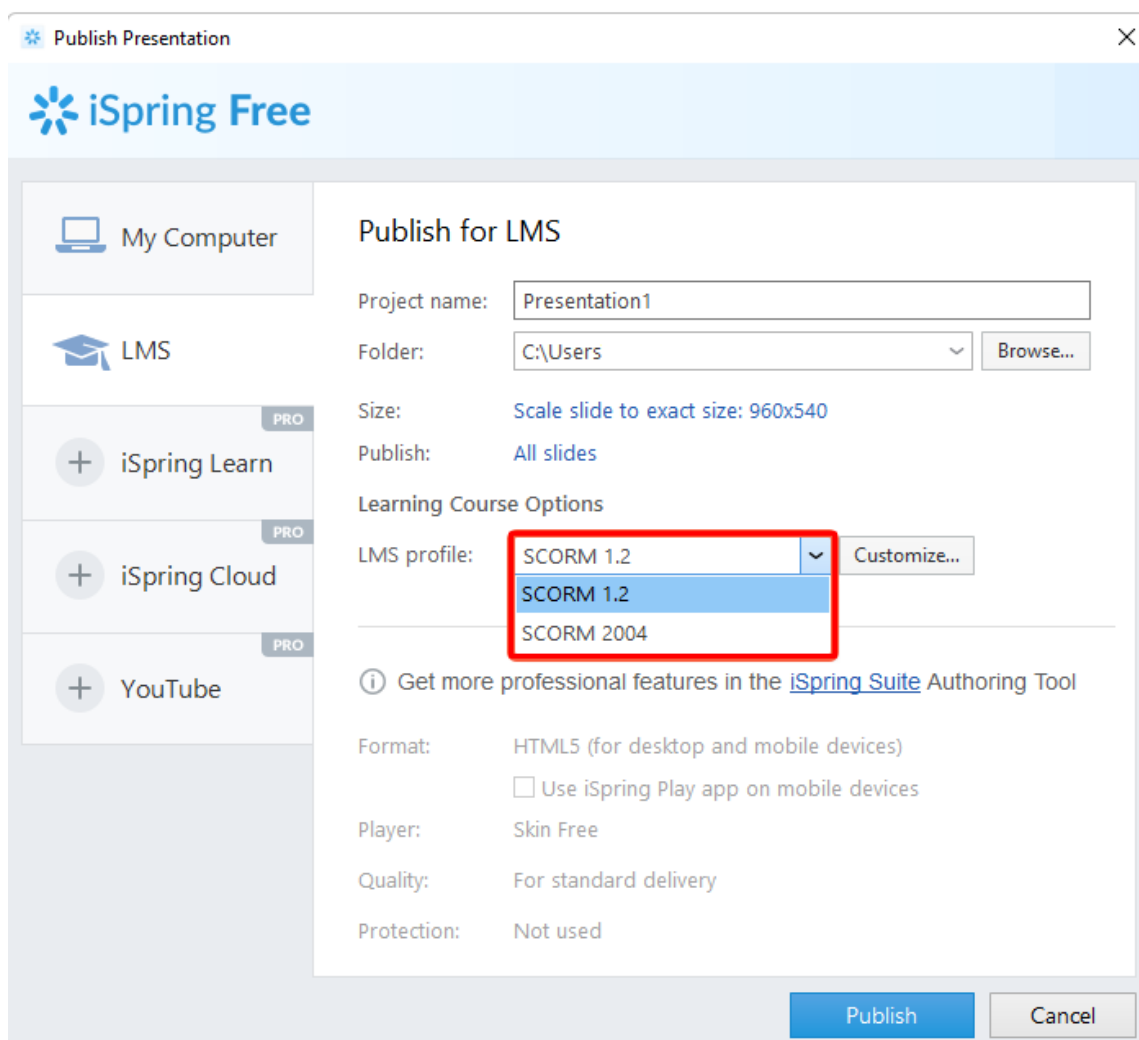 Publish Presentation
iSpring Free
My Computer
LMS
PRO
iSpring Learn
PRO
iSpring Cloud
PRO
YouTube
Publish for LMS
Project name: Presentation1
Folder: C:\Users Browse...
Size: Scale slide to exact size: 960x540
Publish: All slides
Learning Course Options
LMS profile: SCORM 1.2 Customize...
SCORM 1.2
SCORM 2004
Get more professional features in the iSpring Suite Authoring Tool
Format: HTML5 (for desktop and mobile devices)
Use iSpring Play app on mobile devices
Player: Skin Free
Quality: For standard delivery
Protection: Not used
Publish Cancel